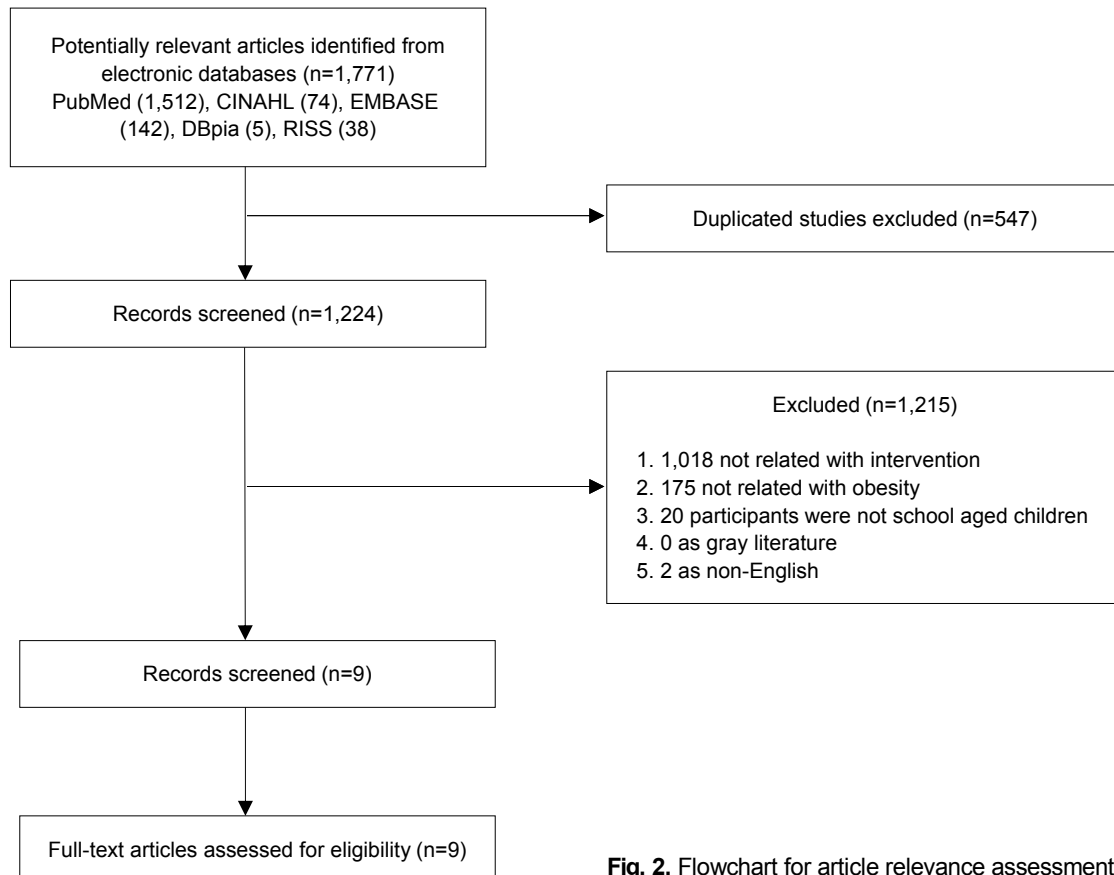 Potentially relevant articles identified from
electronic databases (n=1,771)
PubMed (1,512), CINAHL (74), EMBASE
(142), DBpia (5), RISS (38)
Duplicated studies excluded (n=547)
Records screened (n=1,224)
Excluded (n=1,215)
1. 1,018 not related with intervention
2. 175 not related with obesity
3. 20 participants were not school aged children
4. 0 as gray literature
5. 2 as non-English
Records screened (n=9)
Full-text articles assessed for eligibility (n=9)
Fig. 2. Flowchart for article relevance assessment